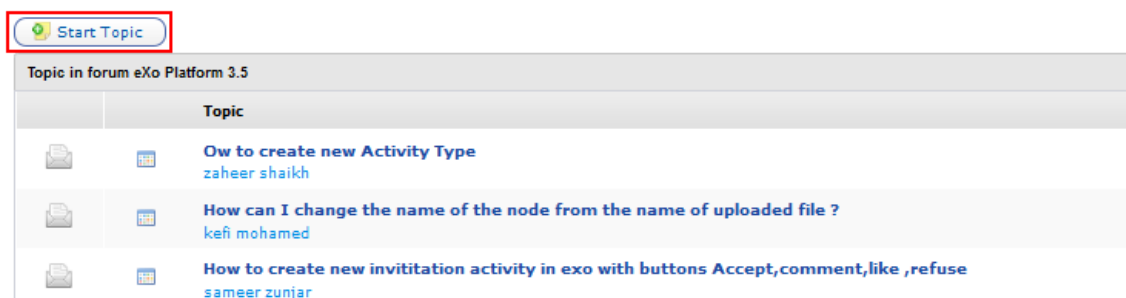 Start Topic
Topic in forum eXo Platform 3.5
Topic
Ow to create new Activity Type
zaheer shaikh
How can I change the name of the node from the name of uploaded file ?
kefi mohamed
How to create new invititation activity in exo with buttons Accept,comment,like ,refuse
sameer zunjar